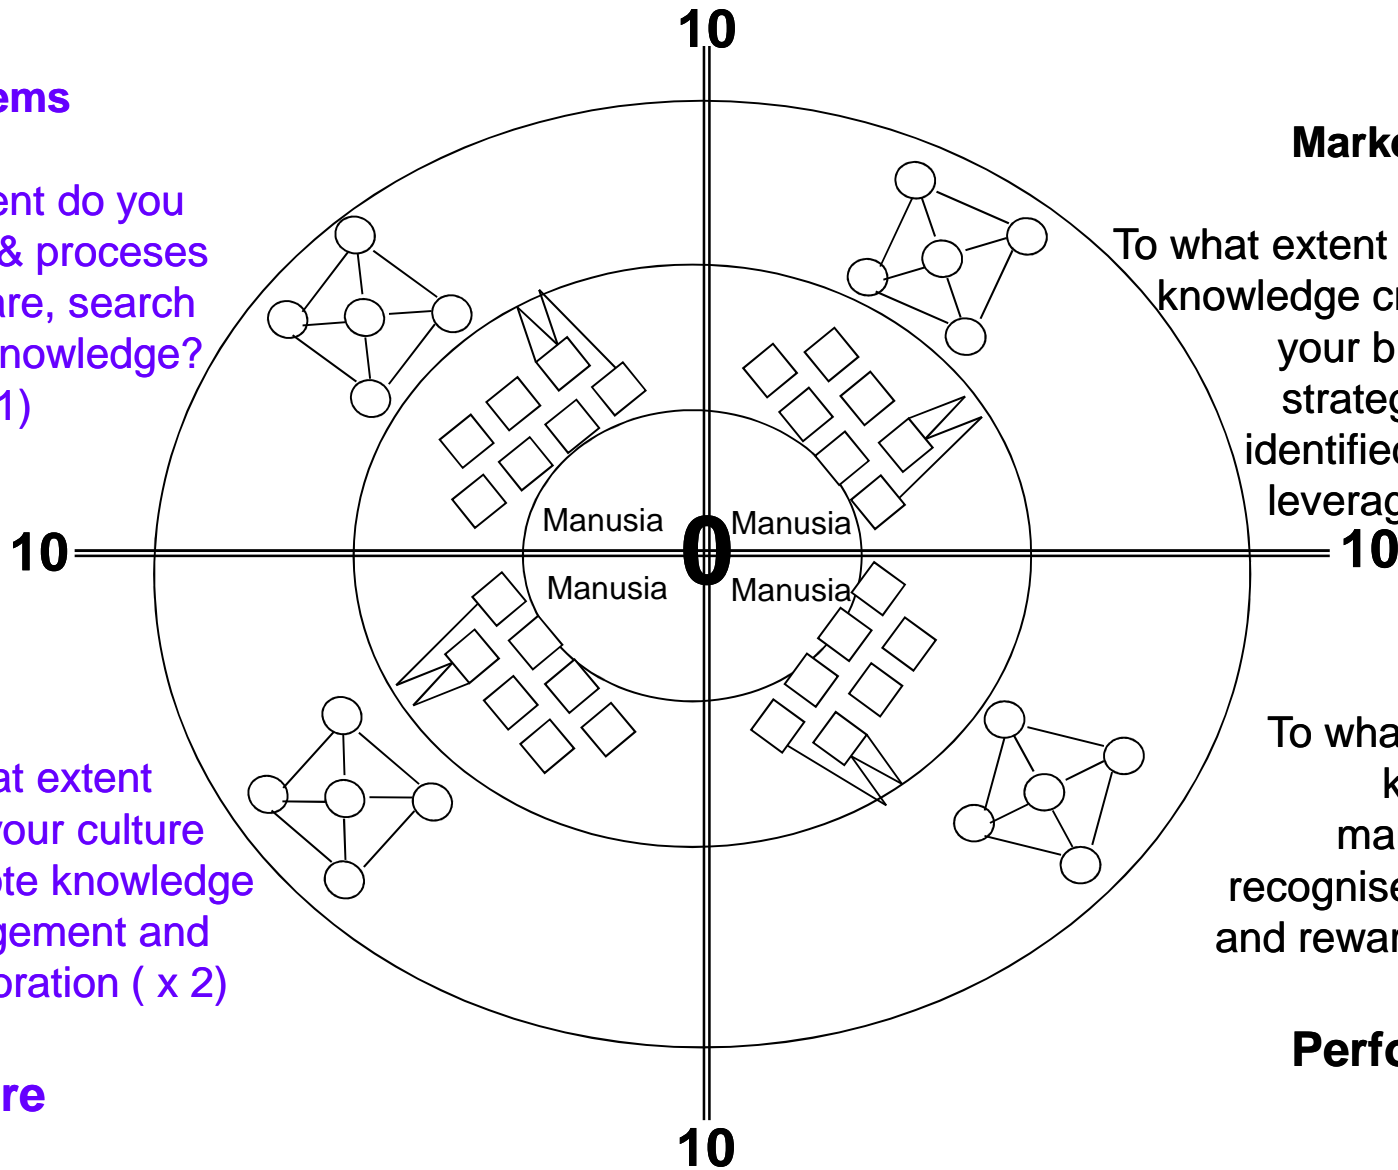 10
ems
ent do you
& proceses
are, search
nowledge?
1)
Marke
To what extent
knowledge cr
your b
strateg
identified
leverag
Manusia
Manusia
10
0
10
Manusia
Manusia
at extent
your culture
ote knowledge
gement and
oration ( x 2)
re
To wha
k
ma
recognise
and rewar
Perfo
10